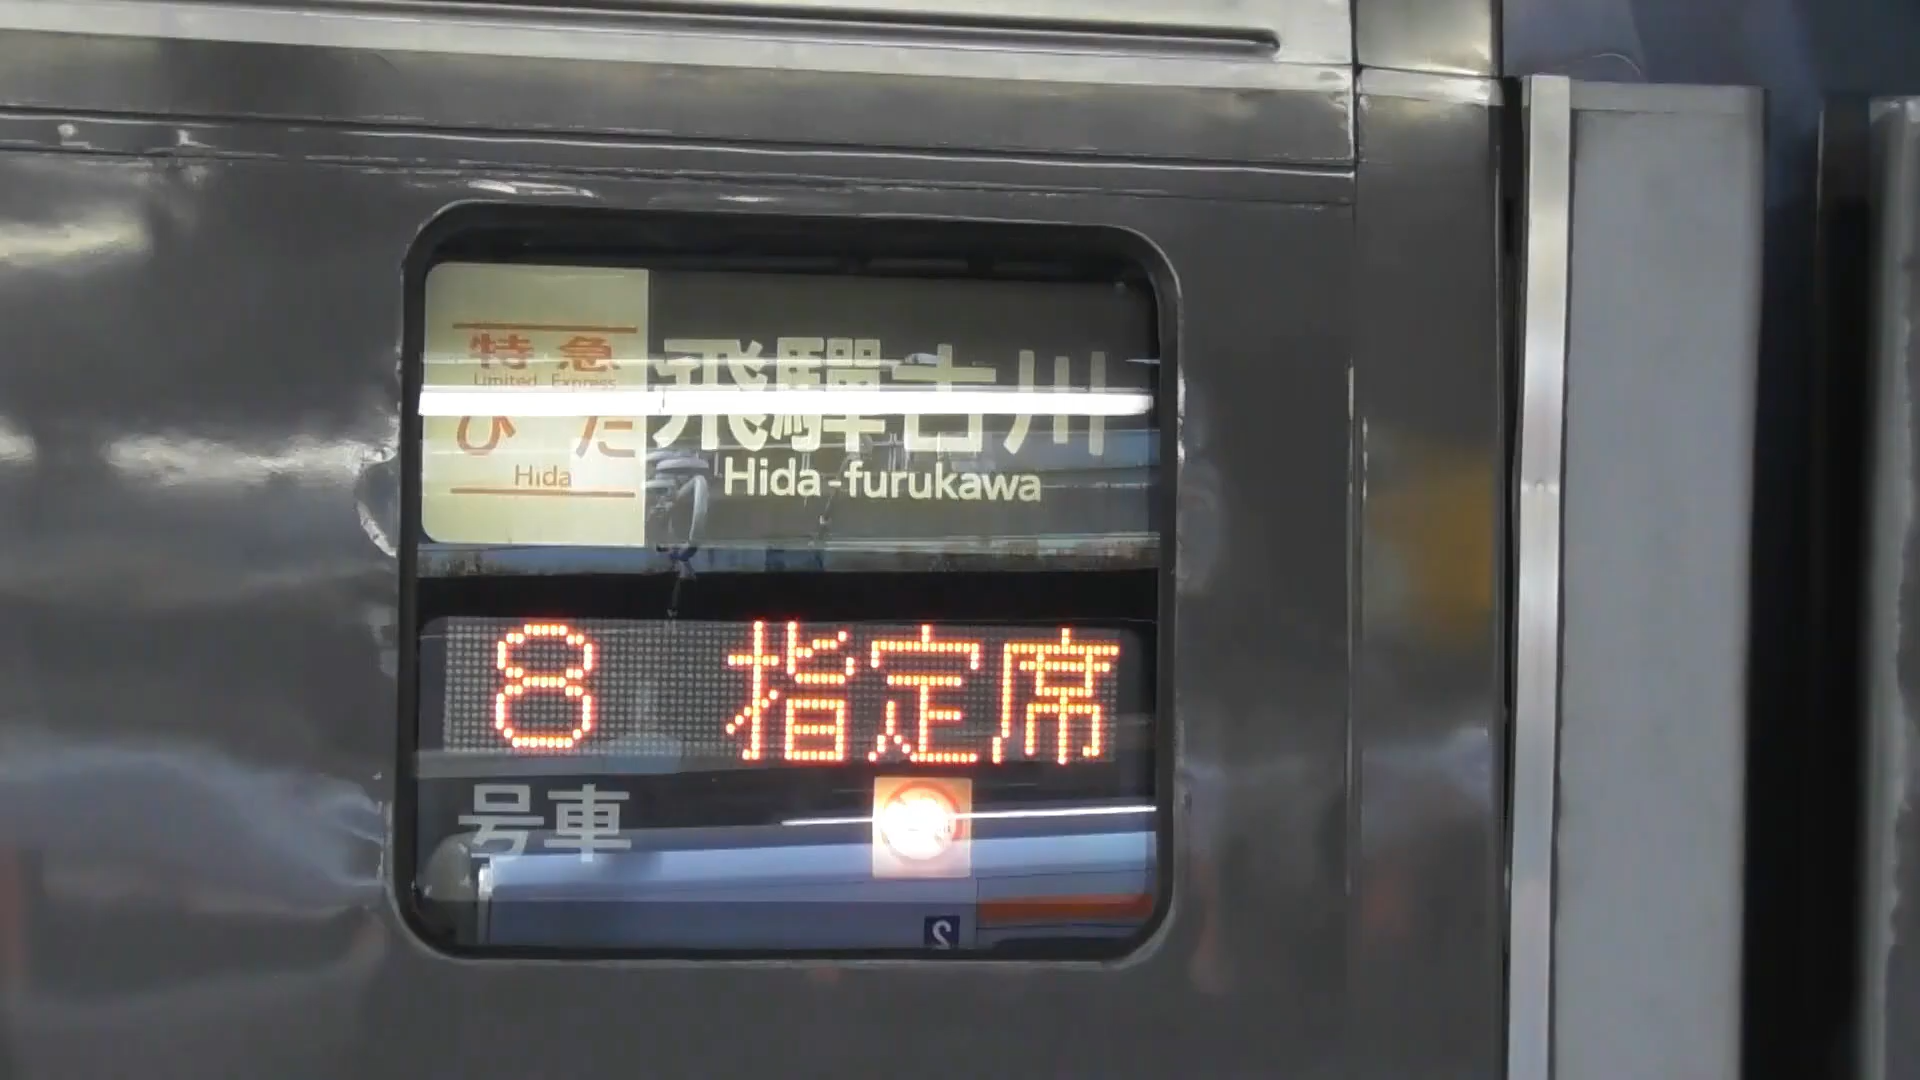 特急
Limited Express
ひだ
Hida
飛騨古川
Hida-furukawa
8 指定席
号車
2